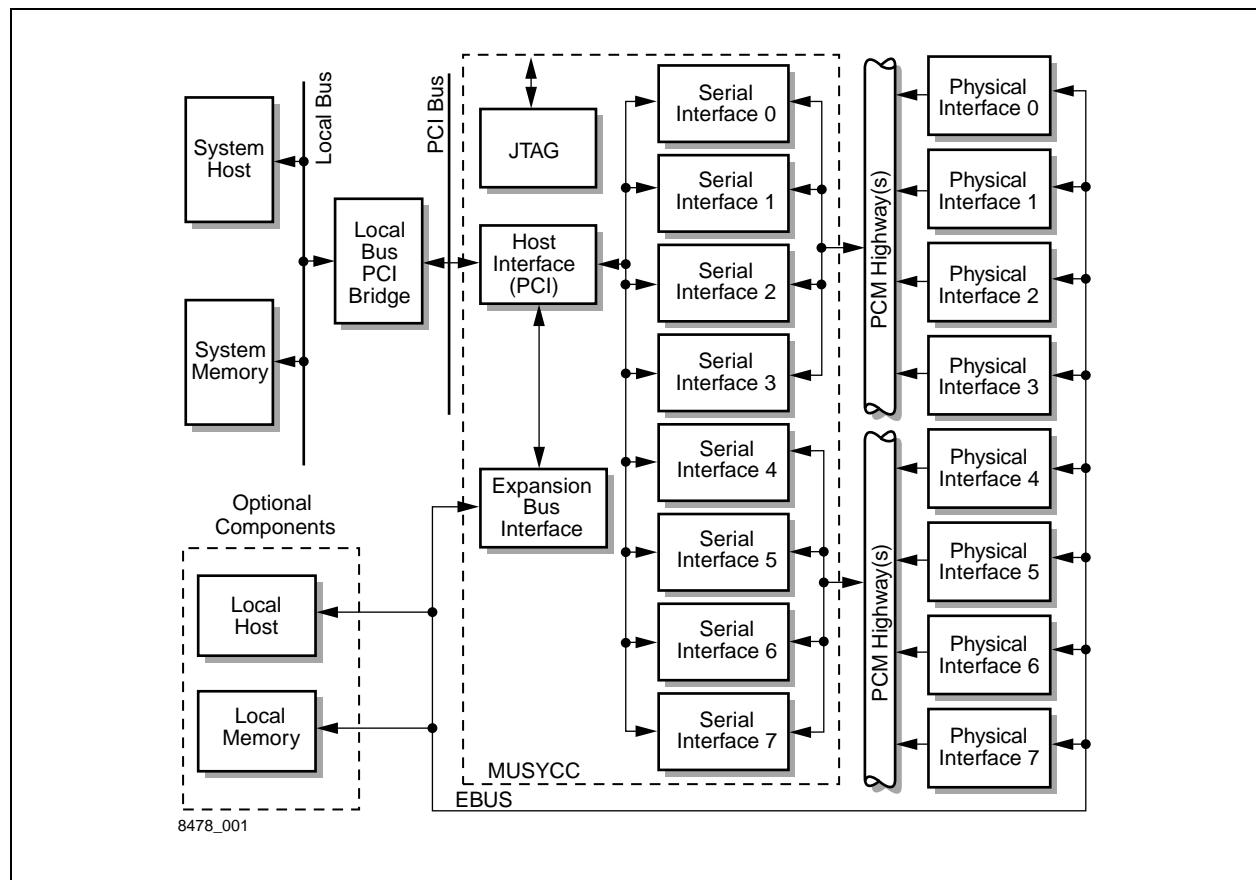 Local Bus
PCI Bus
System
Host
System
Memory
Local
Bus
PCI
Bridge
JTAG
Host
Interface
(PCI)
Expansion
Bus
Interface
Serial
Interface 0
Serial
Interface 1
Serial
Interface 2
Serial
Interface 3
Serial
Interface 4
Serial
Interface 5
Serial
Interface 6
Serial
Interface 7
MUSYCC
PCM Highway(s)
PCM Highway(s)
Physical
Interface 0
Physical
Interface 1
Physical
Interface 2
Physical
Interface 3
Physical
Interface 4
Physical
Interface 5
Physical
Interface 6
Physical
Interface 7
Optional
Components
Local
Host
Local
Memory
EBUS
8478_001